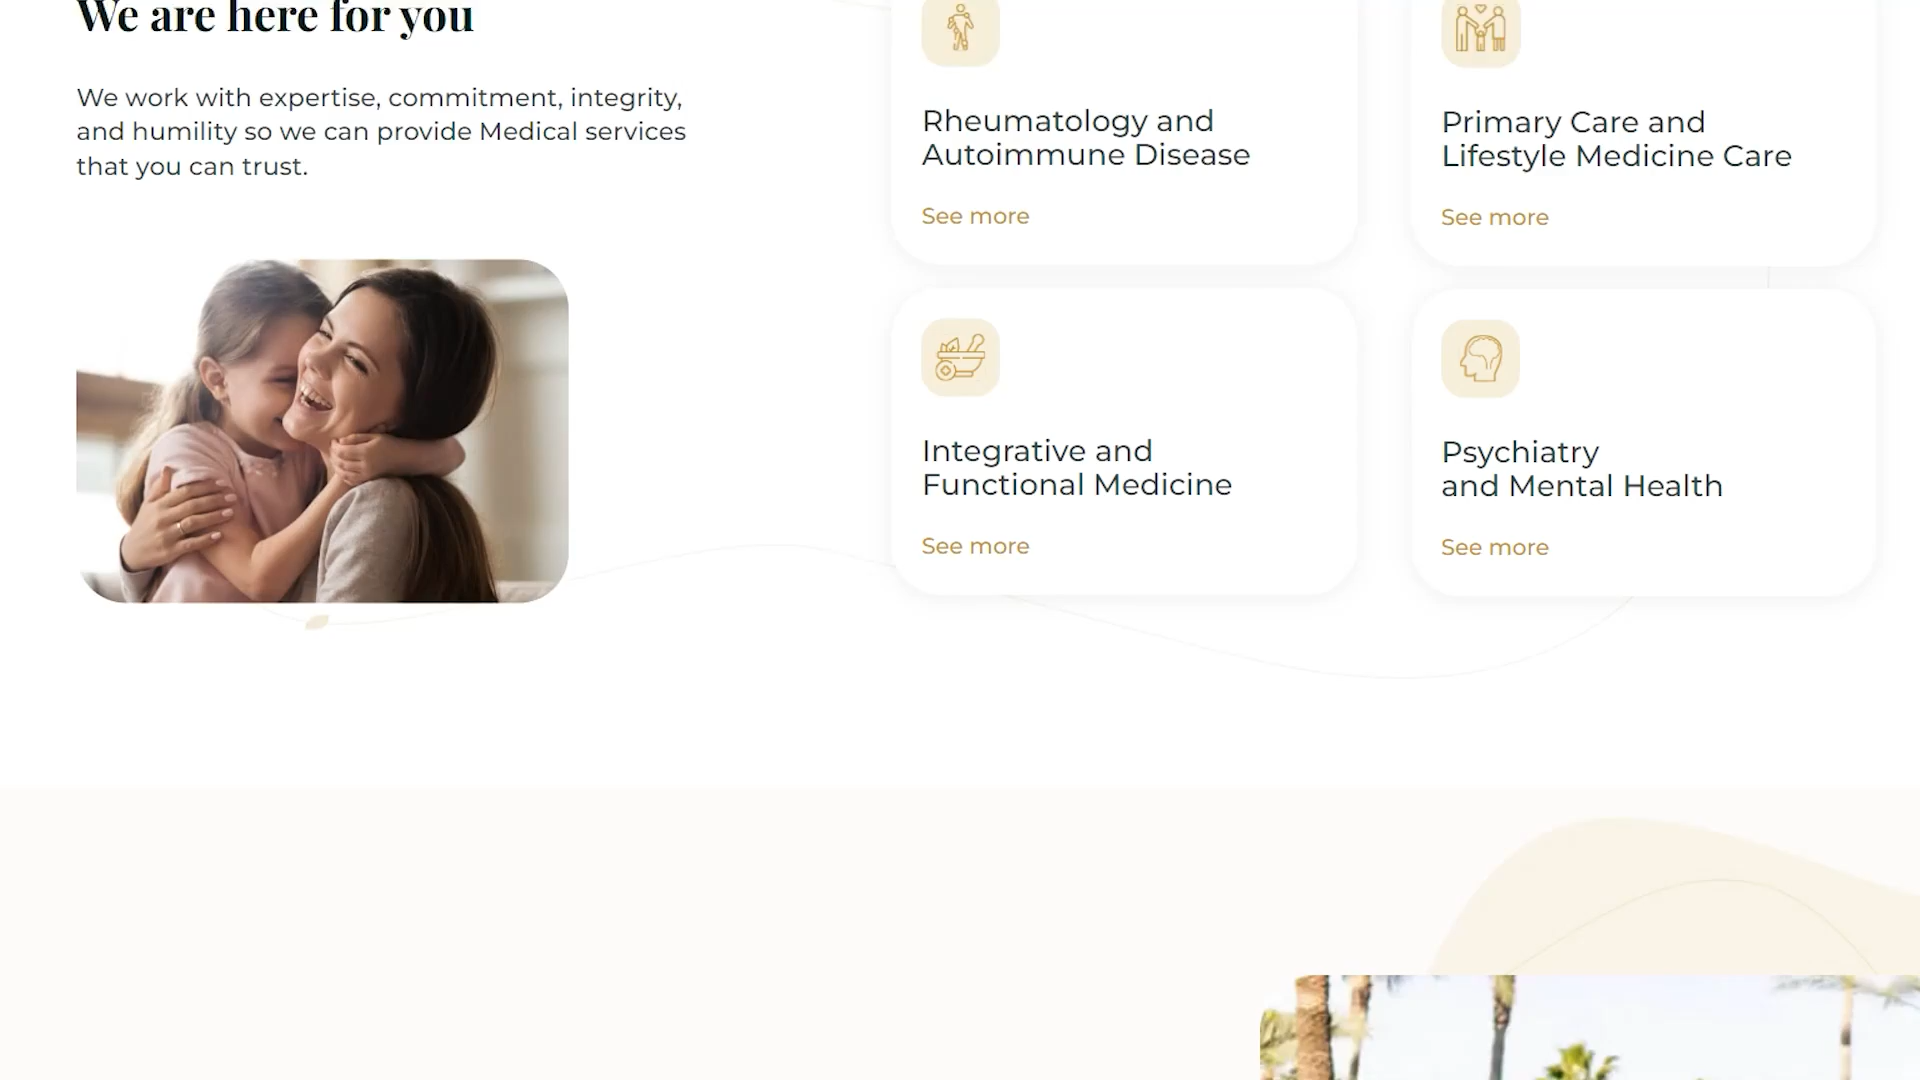 We are here for you
We work with expertise, commitment, integrity,
and humility so we can provide Medical services
that you can trust.
Rheumatology and
Autoimmune Disease
See more
Primary Care and
Lifestyle Medicine Care
See more
Integrative and
Functional Medicine
See more
Psychiatry
and Mental Health
See more